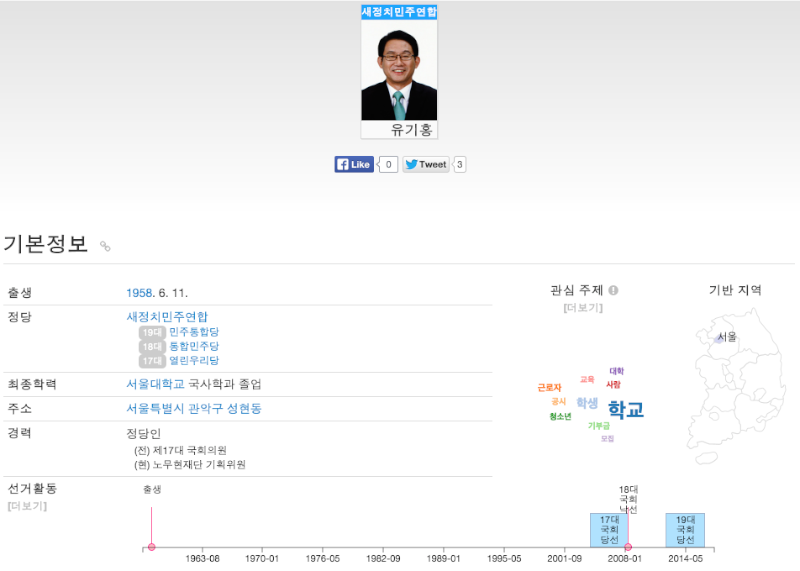 새정치민주연합
유기홍
Like 0 Tweet 3
기본정보
출생 1958. 6. 11.
정당 새정치민주연합
19대 민주통합당
18대 통합민주당
17대 열린우리당
최종학력 서울대학교 국사학과 졸업
주소 서울특별시 관악구 성현동
경력 정당인
(전) 제17대 국회의원
(현) 노무현재단 기획위원
관심 주제
[더보기]
대학
교육
사람
근로자
공시
학생
학교
청소년
기부금
모집
기반 지역
서울
선거활동
[더보기]
출생
17대
국회
당선
18대
국회
낙선
19대
국회
당선
1963-08 1970-01 1976-05 1982-09 1989-01 1995-05 2001-09 2008-01 2014-05